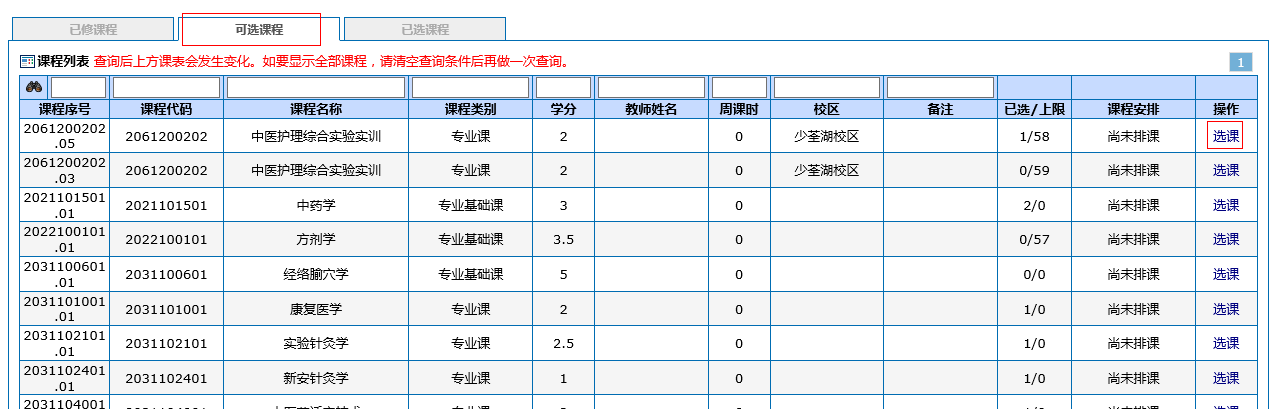 已修课程 可选课程 已选课程
课程列表 查询后上方课表会发生变化。如要显示全部课程，请清空查询条件后再做一次查询。 1
课程序号 课程代码 课程名称 课程类别 学分 教师姓名 周课时 校区 备注 已选/上限 课程安排 操作
2061200202
.05 2061200202 中医护理综合实验实训 专业课 2 0 少荃湖校区 1/58 尚未排课 选课
2061200202
.03 2061200202 中医护理综合实验实训 专业课 2 0 少荃湖校区 0/59 尚未排课 选课
2021101501
.01 2021101501 中药学 专业基础课 3 0 2/0 尚未排课 选课
2022100101
.01 2022100101 方剂学 专业基础课 3.5 0 0/57 尚未排课 选课
2031100601
.01 2031100601 经络腧穴学 专业基础课 5 0 0/0 尚未排课 选课
2031101001
.01 2031101001 康复医学 专业课 2 0 1/0 尚未排课 选课
2031102101
.01 2031102101 实验针灸学 专业课 2.5 0 1/0 尚未排课 选课
2031102401
.01 2031102401 新安针灸学 专业课 1 0 1/0 尚未排课 选课
2031104001